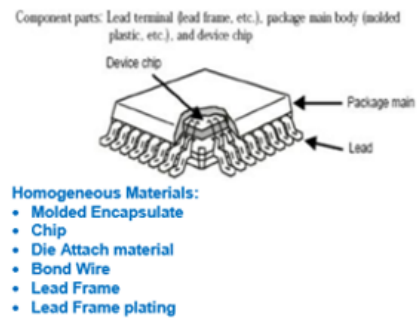 Component parts: Lead terminal (lead frame, etc.), package main body (molded
plastic, etc.), and device chip
Device chip
Package main
Lead
Homogeneous Materials:
• Molded Encapsulate
• Chip
• Die Attach material
• Bond Wire
• Lead Frame
• Lead Frame plating